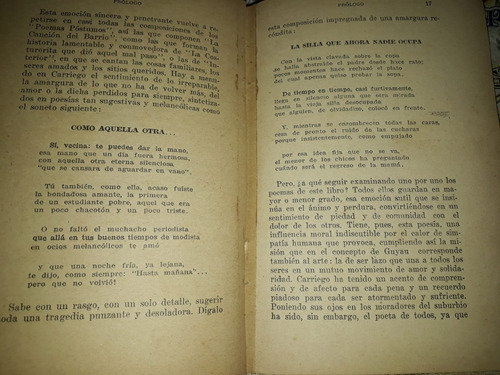 PRÓLOGO
Esta emoción sincera y penetrante vuelve a re-
petirse en casi todas las composiciones de los
"Poemas Póstumos", así las que componen "La
Canción del Barrio", como las que forman la
historia lamentable y conmovedora de "La Cos-
turerita que dió aquel mal paso", o las de "In-
terior", en que se cantan las cosas familiares, los
seres amados y los sitios queridos. Hay a menu-
do en Carriego el sentimiento de lo irreparable,
la amargura de lo que no ha de volver más, del
amor o la dicha perdidos para siempre, sintetiza-
dos en poesías tan sugestivas y melancólicas como
el soneto siguiente:
COMO AQUELLA OTRA...
Sí, vecina: te puedes dar la mano,
esa mano que un día fuera hermosa,
con aquella otra eterna silenciosa
"que se cansara de aguardar en vano".
Tú también, como ella, acaso fuiste
la bondadosa amante, la primera
de un estudiante pobre, aquel que era
un poco chacotón y un poco triste.
O no faltó el muchacho periodista
que allá en tus buenos tiempos de modista
en ocios melancólicos te amó
y que una noche fría, ya lejana,
te dijo, como siempre: "Hasta mañana"...
pero que no volvió!
Sabe con un rasgo, con un solo detalle, sugerir
toda una tragedia punzante y desoladora. Dígalo
PRÓLOGO 17
esta composición impregnada de una amargura re-
cóndita:
LA SILLA QUE AHORA NADIE OCUPA
Con la vista clavada sobre la copa
se halla abstraído el padre desde hace rato:
pocos momentos hace rechazó el plato
del cual apenas quiso probar la sopa.
De tiempo en tiempo, casi furtivamente,
llega en silencio alguna que otra mirada
hasta la vieja silla desocupada
que alguno, de olvidadizo, colocó en frente.
Y, mientras se ensombrecen todas las caras,
cesa de pronto el ruido de las cucharas
porque insistentemente, como empujado
por esa idea fija que no se va,
el menor de los chicos ha preguntado
cuándo será el regreso de la mamá.
Pero, ¿a qué seguir examinando uno por uno los
poemas de este libro? Todos ellos guardan en ma-
yor o menor grado, esa emoción sutil que se insi-
núa en el ánimo y perdura, convirtiéndose en un
sentimiento de piedad y de comunidad con el
dolor de los otros. Tiene, pues, esta poesía, una
influencia moral indiscutible por el calor de sim-
patía humana que provoca, cumpliendo así la mi-
sión que en el concepto de Guyau corresponde
también al arte: la de ser lazo que una a todos los
seres en un mutuo movimiento de amor y solida-
ridad. Carriego ha tenido un acento de compren-
sión y de afecto para cada pena y un recuerdo
piadoso para cada ser atormentado y sufriente.
Poniendo sus ojos en los moradores del suburbio
ha sido, sin embargo, el poeta de todos, ya que